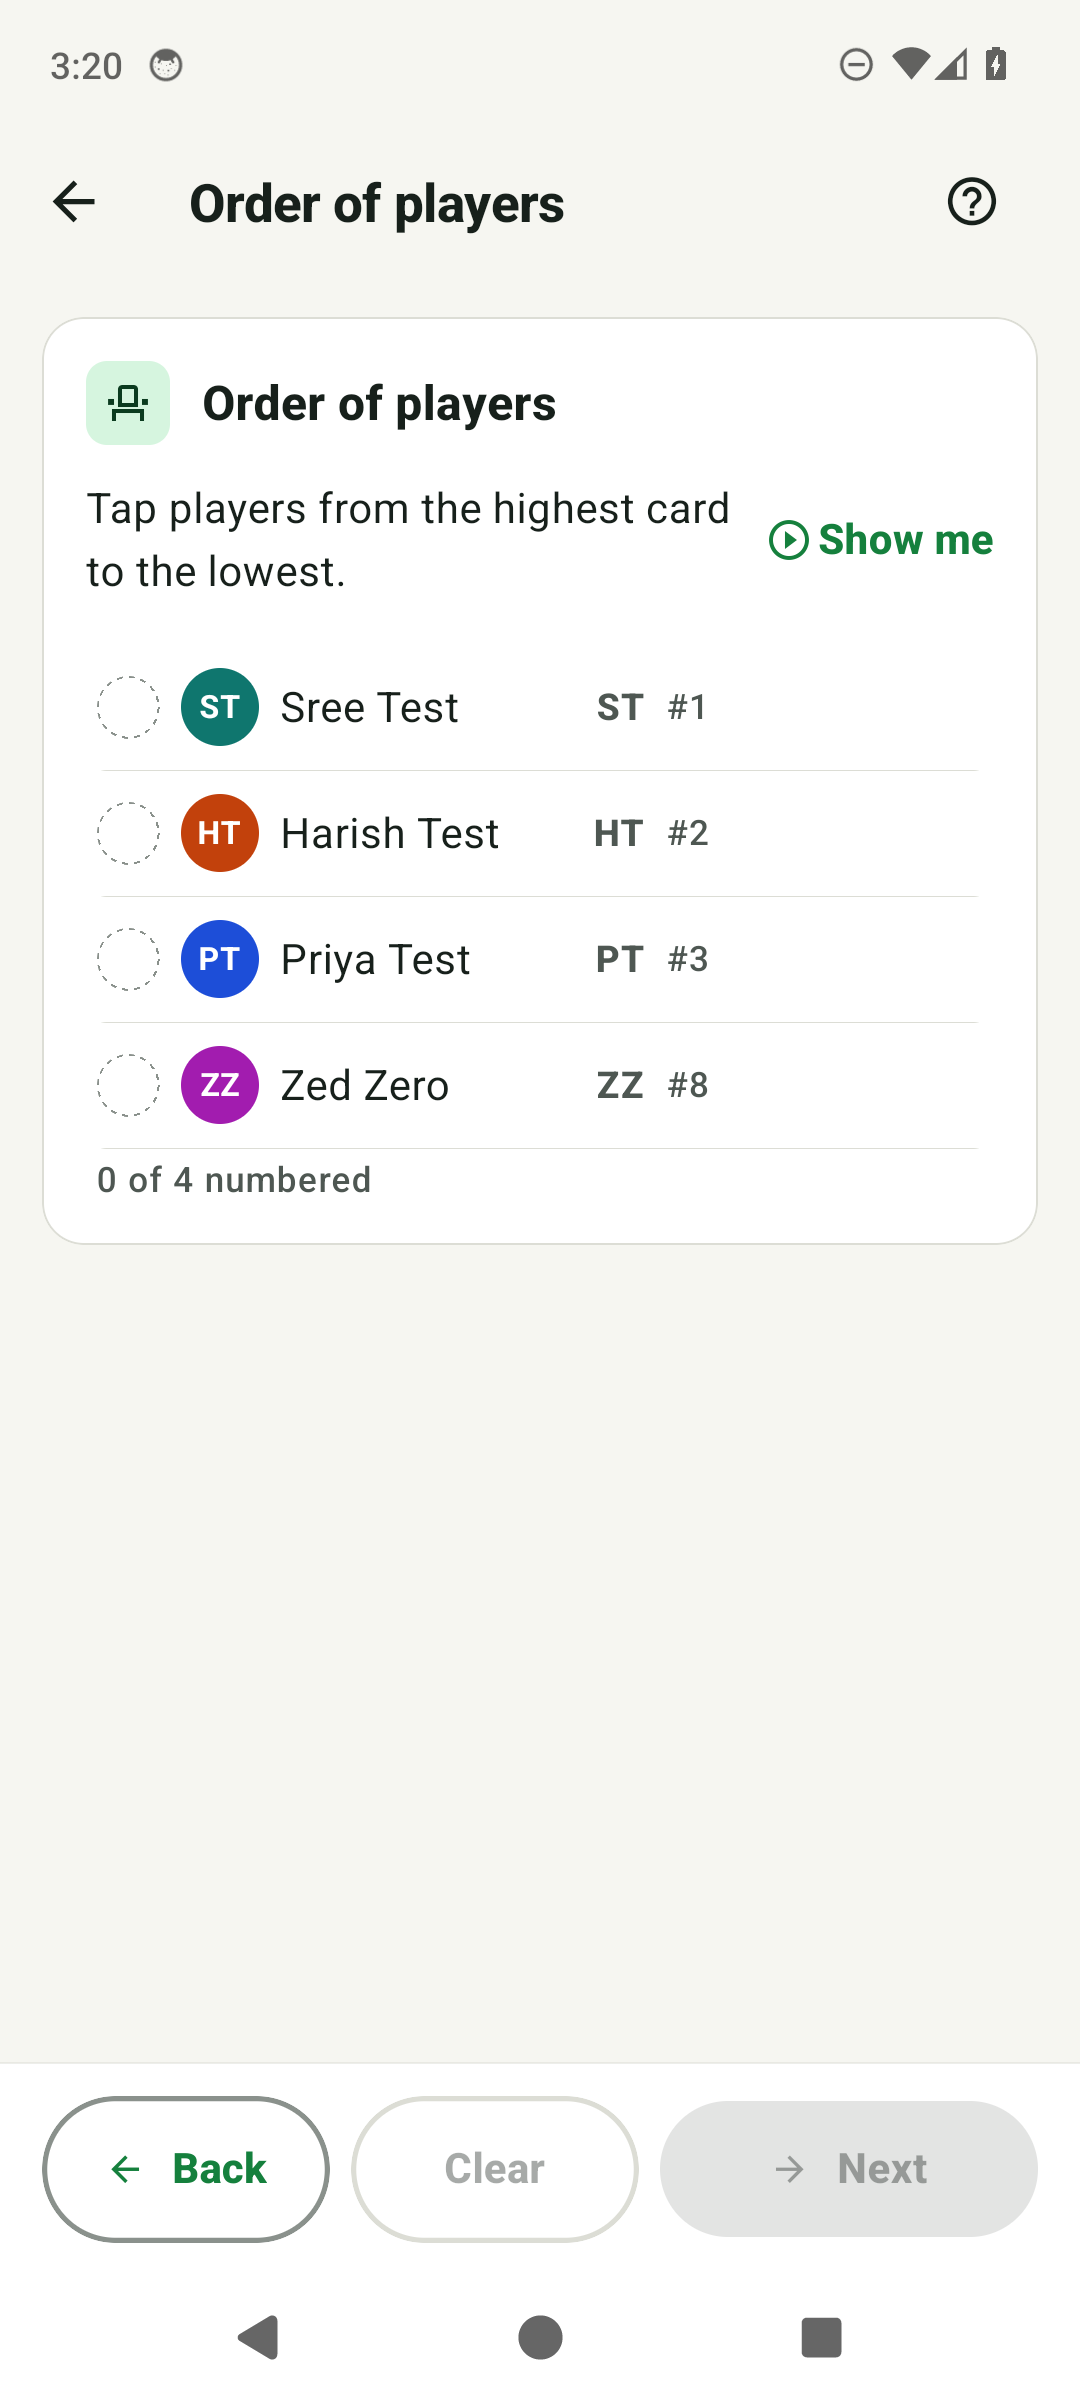 3:20
Order of players
Order of players
Tap players from the highest card
to the lowest.
Show me
ST Sree Test ST #1
HT Harish Test HT #2
PT Priya Test PT #3
ZZ Zed Zero ZZ #8
0 of 4 numbered
Back Clear Next